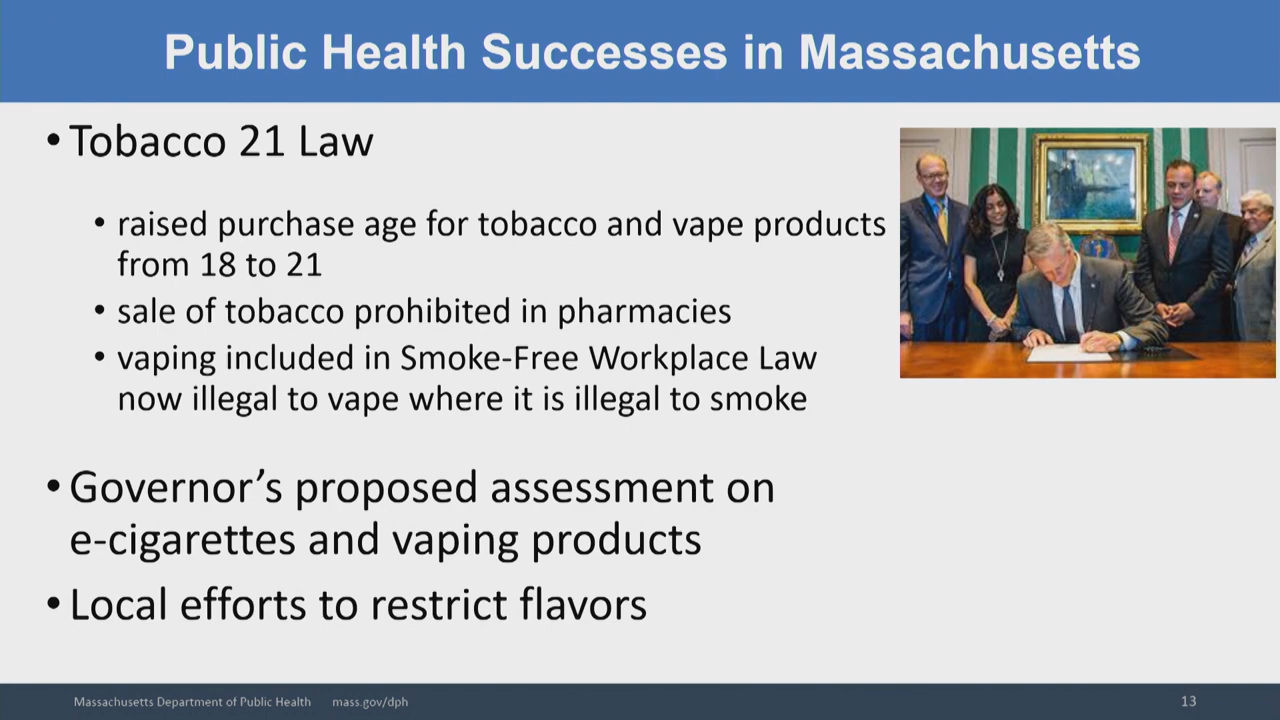 Public Health Successes in Massachusetts
• Tobacco 21 Law
• raised purchase age for tobacco and vape products
from 18 to 21
• sale of tobacco prohibited in pharmacies
• vaping included in Smoke-Free Workplace Law
now illegal to vape where it is illegal to smoke
• Governor’s proposed assessment on
e-cigarettes and vaping products
• Local efforts to restrict flavors
Massachusetts Department of Public Health mass.gov/dph 13